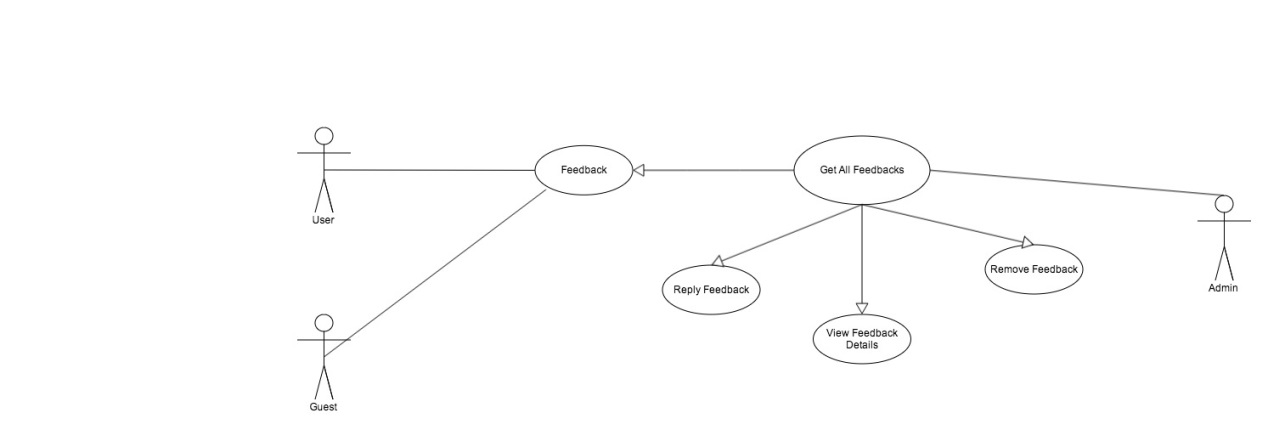 Feedback
Get All Feedbacks
User
Remove Feedback
Reply Feedback
Admin
View Feedback
Details
Guest